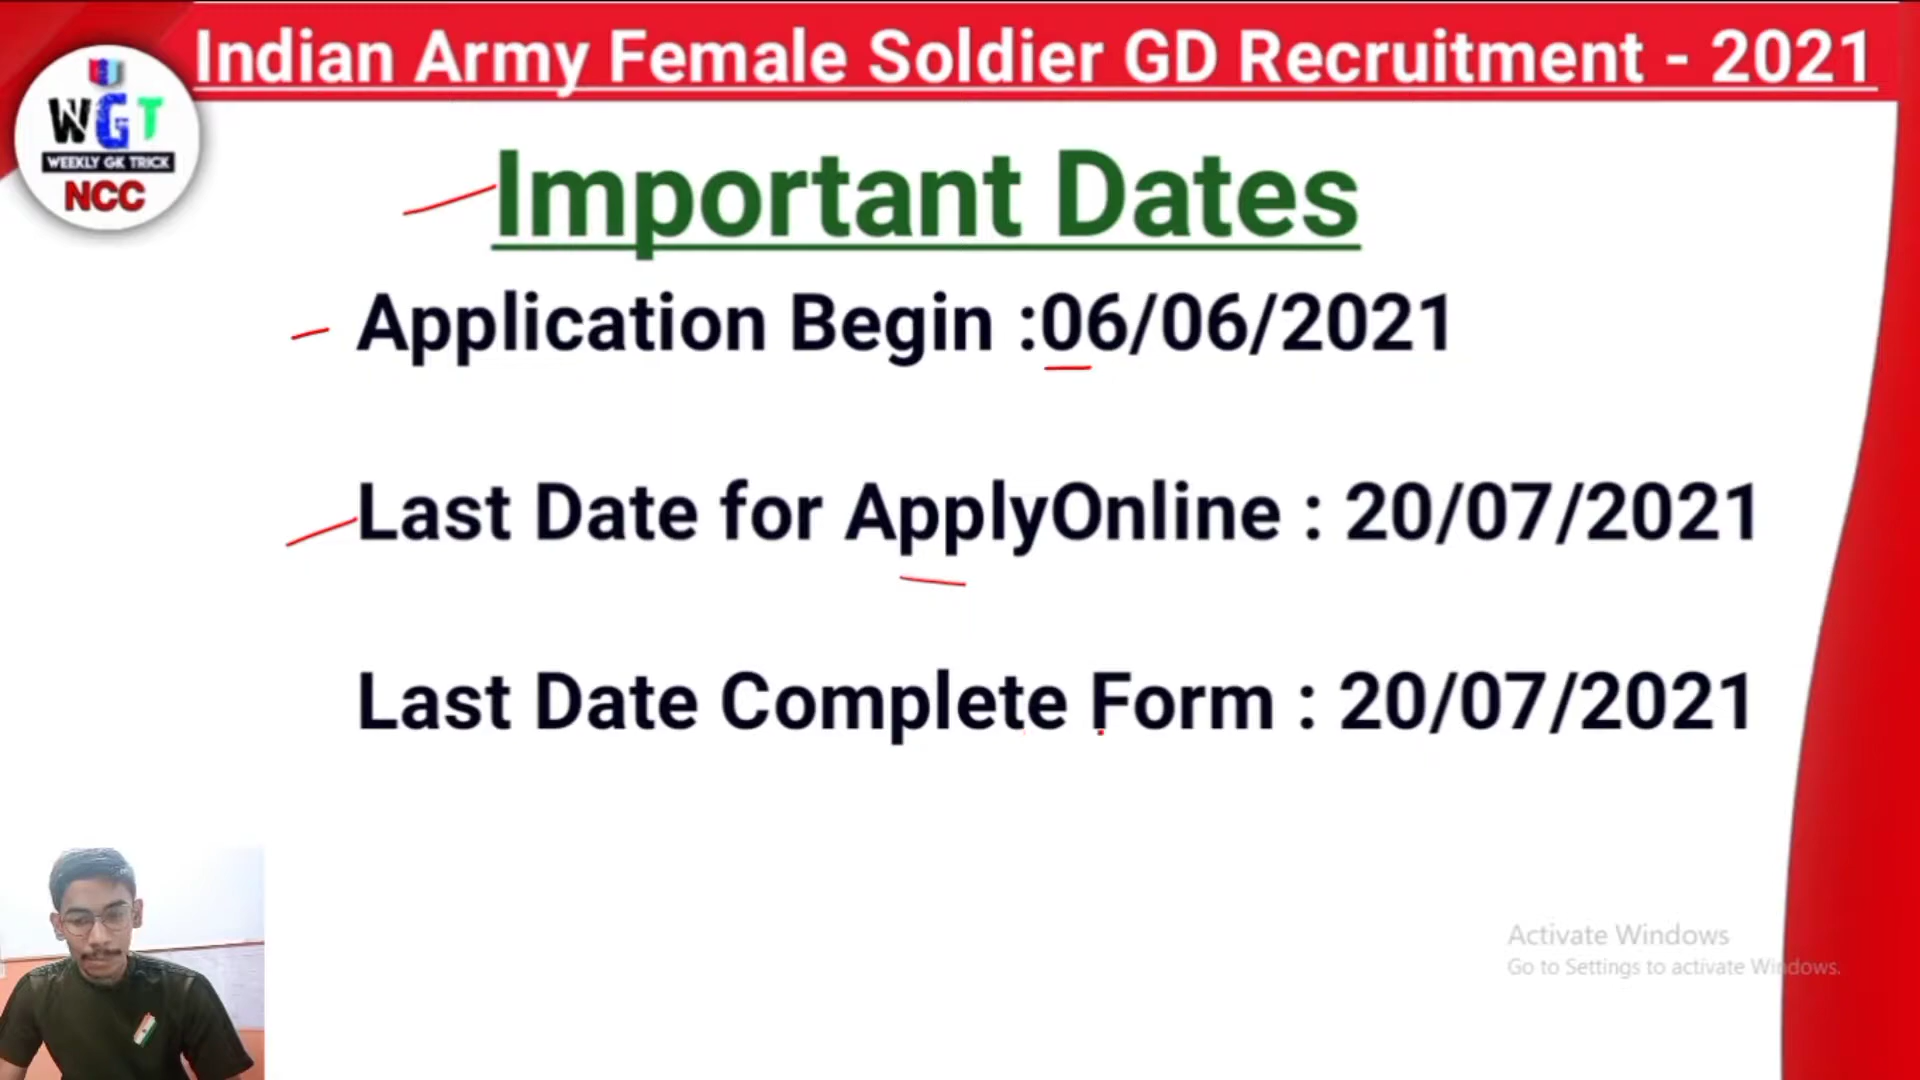 Indian Army Female Soldier GD Recruitment - 2021
WGT
WEEKLY GK TRICK
NCC
Important Dates
Application Begin :06/06/2021
Last Date for ApplyOnline : 20/07/2021
Last Date Complete Form : 20/07/2021
Activate Windows
Go to Settings to activate Windows.